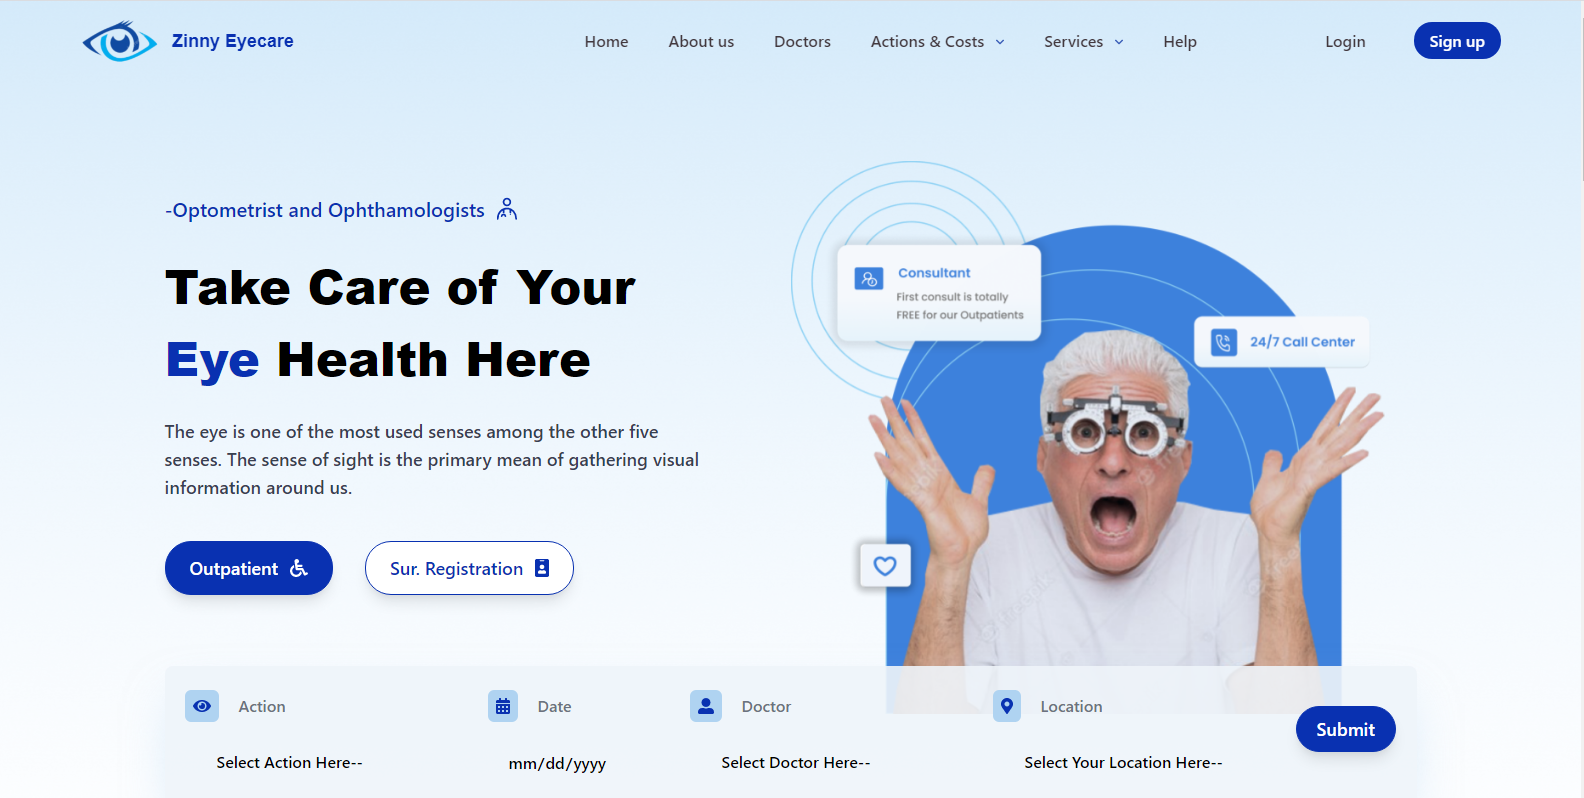 Zinny Eyecare
Home About us Doctors Actions & Costs Services Help Login Sign up
-Optometrist and Ophthamologists
Take Care of Your
Eye Health Here
The eye is one of the most used senses among the other five
senses. The sense of sight is the primary mean of gathering visual
information around us.
Outpatient Sur. Registration
Consultant
First consult is totally
FREE for our Outpatients
24/7 Call Center
Action Date Doctor Location
Select Action Here-- mm/dd/yyyy Select Doctor Here-- Select Your Location Here--
Submit